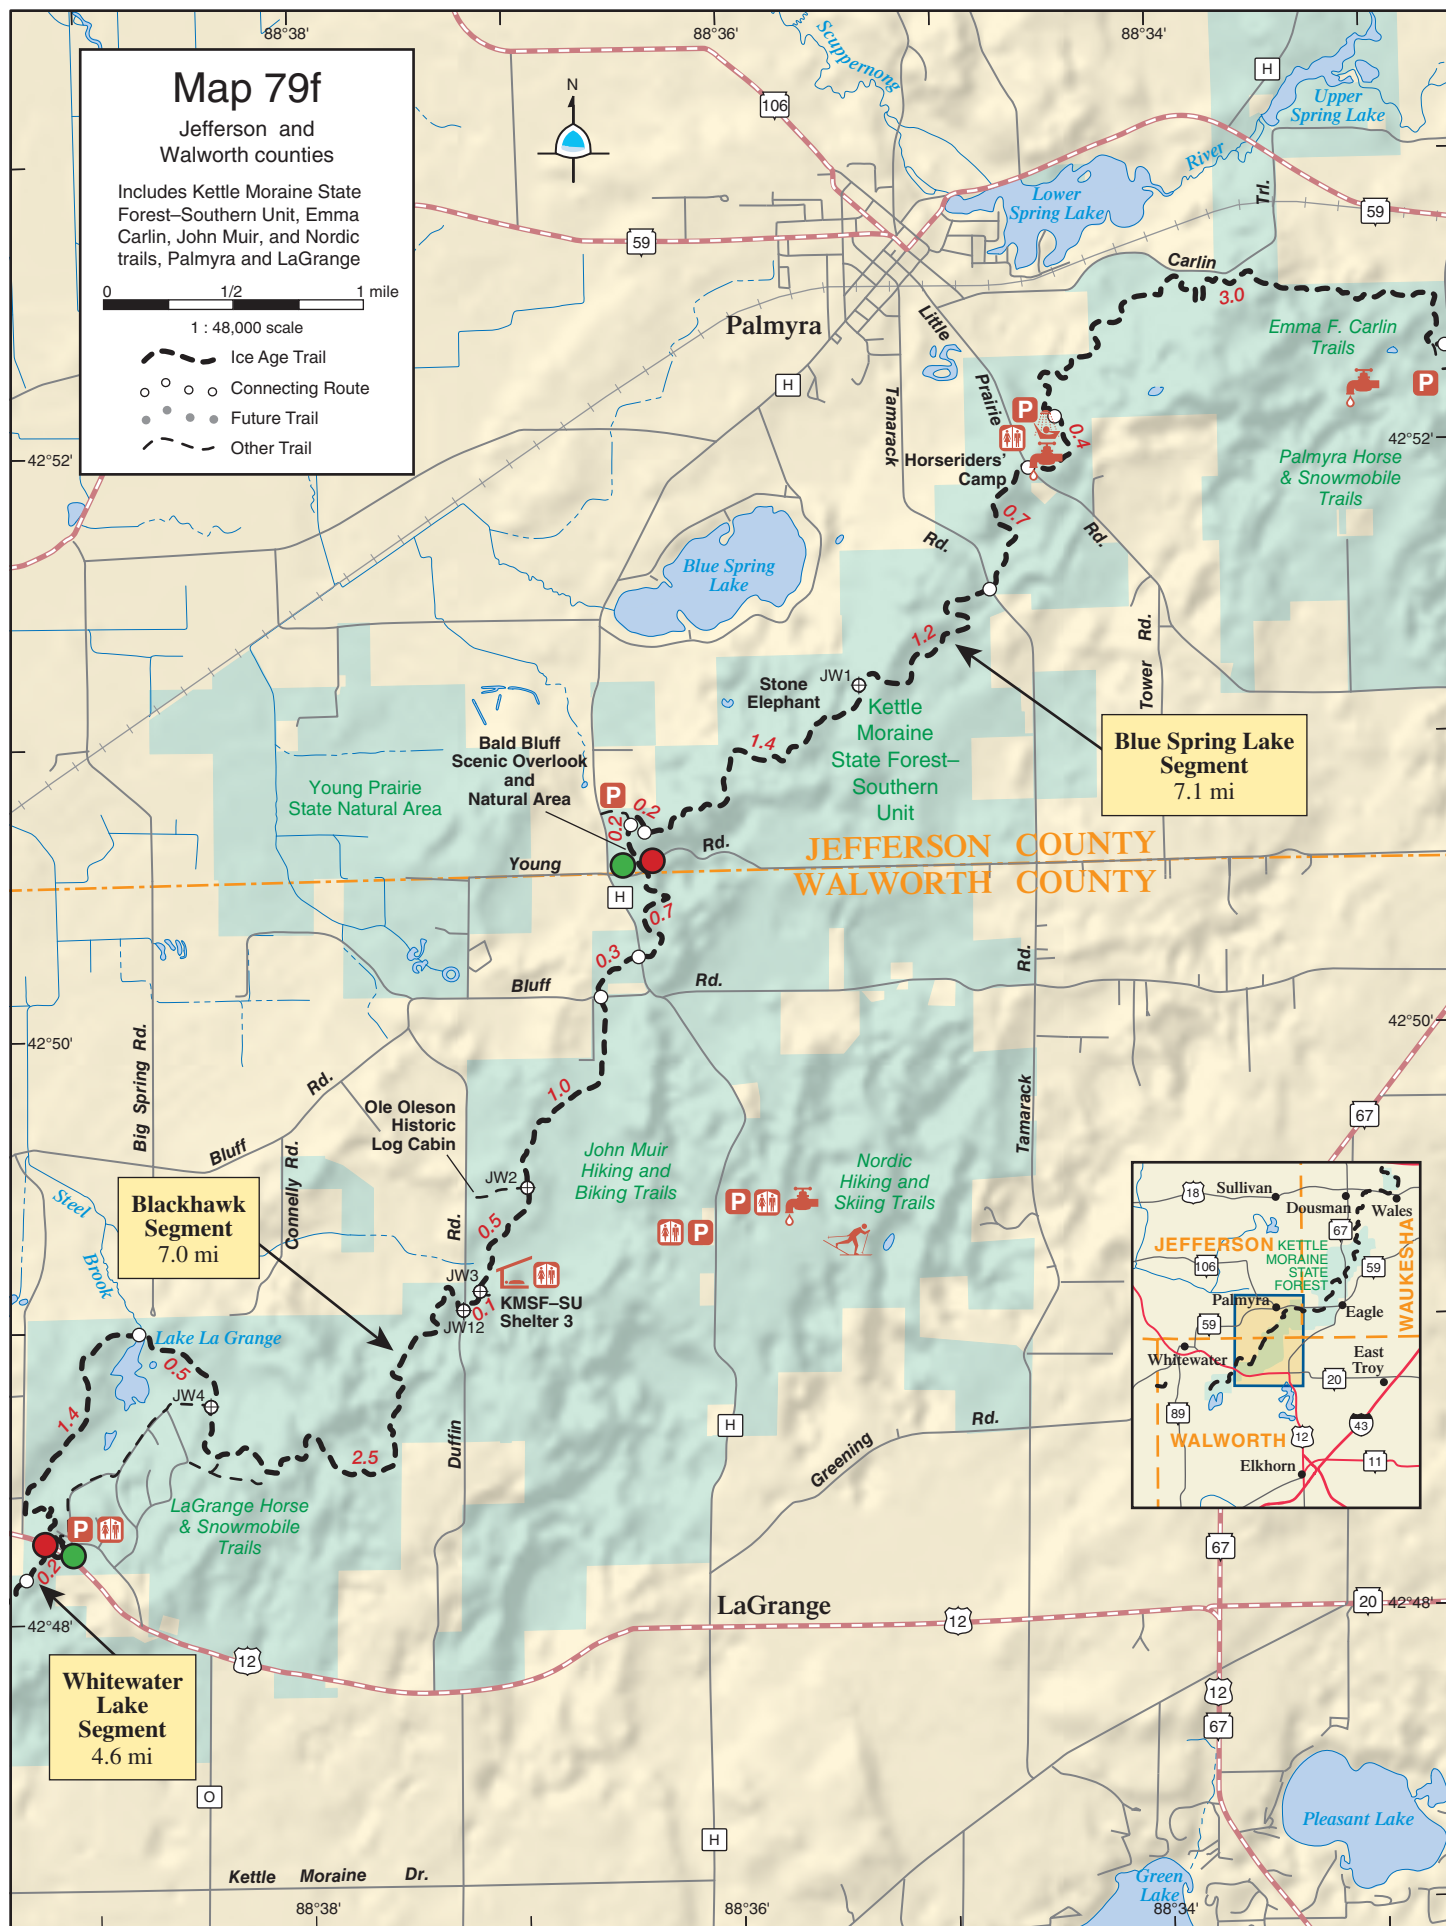 88°38'
88°36'
88°34'
Map 79f
Jefferson and
Walworth counties
Includes Kettle Moraine State
Forest–Southern Unit, Emma
Carlin, John Muir, and Nordic
trails, Palmyra and LaGrange
0 1/2 1 mile
1 : 48,000 scale
Ice Age Trail
Connecting Route
Future Trail
Other Trail
N
106
Scuppernong
River
H
Upper
Spring Lake
Lower
Spring Lake
59
59
Trl.
Carlin
3.0
Palmyra
Little
Prairie
Rd.
Emma F. Carlin
Trails
P
H
Tamarack
Rd.
P
0.4
42°52'
42°52'
Horseriders'
Camp
Palmyra Horse
& Snowmobile
Trails
0.7
Blue Spring
Lake
1.2
Tower Rd.
JW1
Stone
Elephant
Kettle
Moraine
State Forest–
Southern
Unit
1.4
Blue Spring Lake
Segment
7.1 mi
Bald Bluff
Scenic Overlook
and
Natural Area
Young Prairie
State Natural Area
P
0.2
0.2
Young
Rd.
JEFFERSON COUNTY
WALWORTH COUNTY
H
0.7
0.3
Bluff
Rd.
Rd.
42°50'
42°50'
Big Spring Rd.
Rd.
Bluff
1.0
Tamarack
67
Ole Oleson
Historic
Log Cabin
JW2
John Muir
Hiking and
Biking Trails
Nordic
Hiking and
Skiing Trails
P
P
Steel
Brook
Connelly Rd.
Blackhawk
Segment
7.0 mi
Rd.
0.5
JW3
0.1
JW12
KMSF–SU
Shelter 3
18
Sullivan
Dousman
Wales
67
JEFFERSON
KETTLE
MORAINE
STATE
FOREST
106
59
WAUKESHA
Palmyra
Eagle
59
Whitewater
East
Troy
20
89
WALWORTH
12
43
Elkhorn
11
Lake La Grange
0.5
JW4
1.4
2.5
Duffin
H
Greening
Rd.
LaGrange Horse
& Snowmobile
Trails
P
0.2
67
LaGrange
12
20
42°48'
42°48'
12
12
67
Whitewater
Lake
Segment
4.6 mi
O
H
Pleasant Lake
Kettle Moraine Dr.
Green
Lake
88°38'
88°36'
88°34'